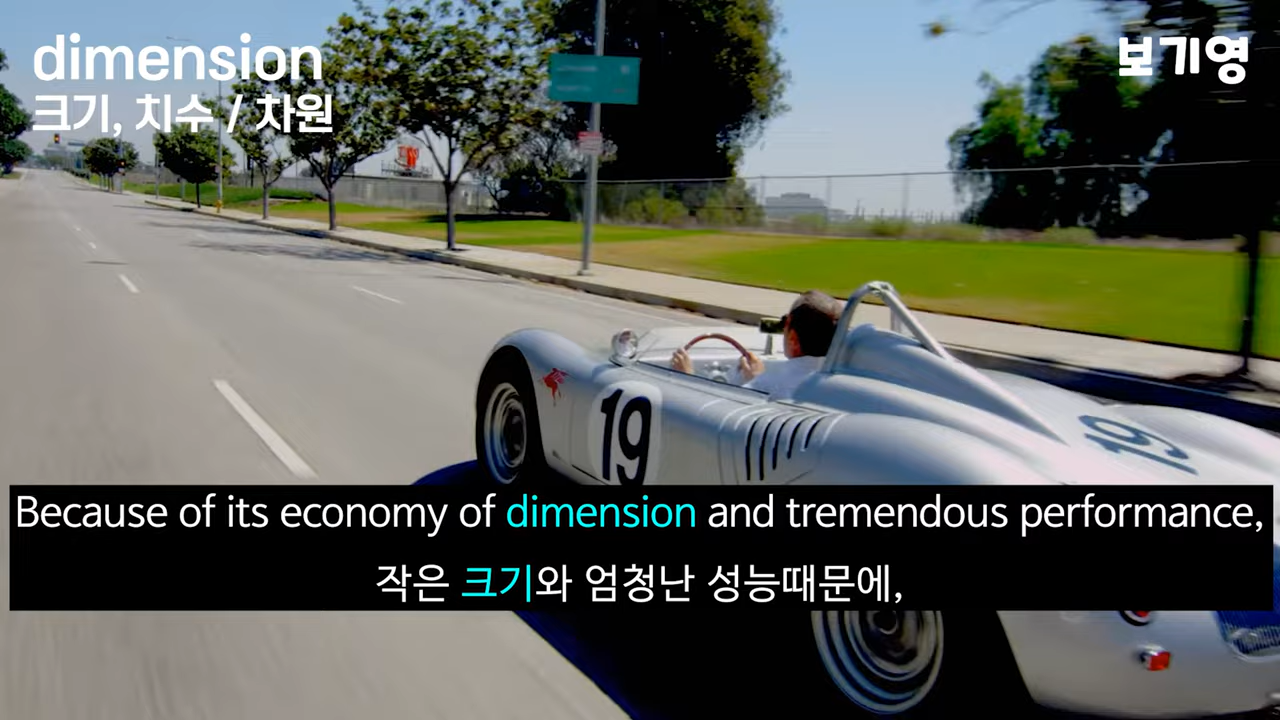 dimension
크기, 치수 / 차원
보기영
19
19
Because of its economy of dimension and tremendous performance,
작은 크기와 엄청난 성능때문에,